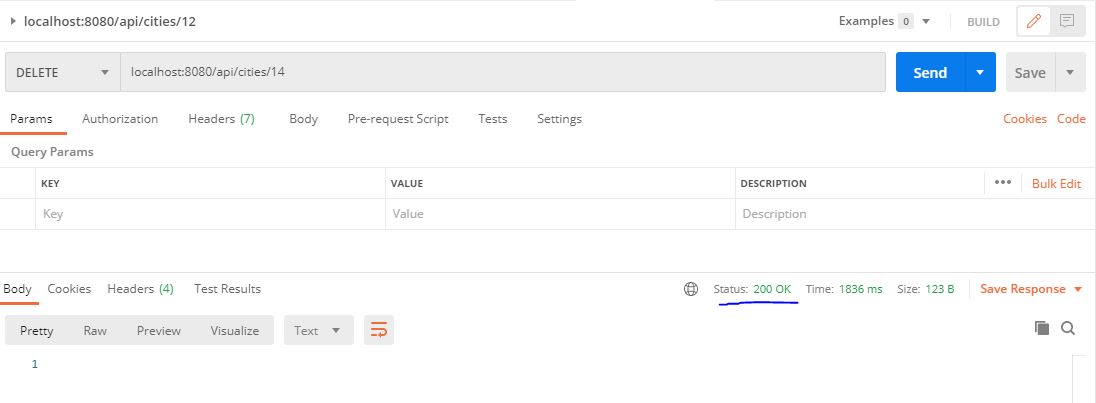 localhost:8080/api/cities/12 Examples 0 BUILD
DELETE localhost:8080/api/cities/14 Send Save
Params Authorization Headers (7) Body Pre-request Script Tests Settings Cookies Code
Query Params
KEY VALUE DESCRIPTION ••• Bulk Edit
Key Value Description
Body Cookies Headers (4) Test Results Status: 200 OK Time: 1836 ms Size: 123 B Save Response
Pretty Raw Preview Visualize Text
1